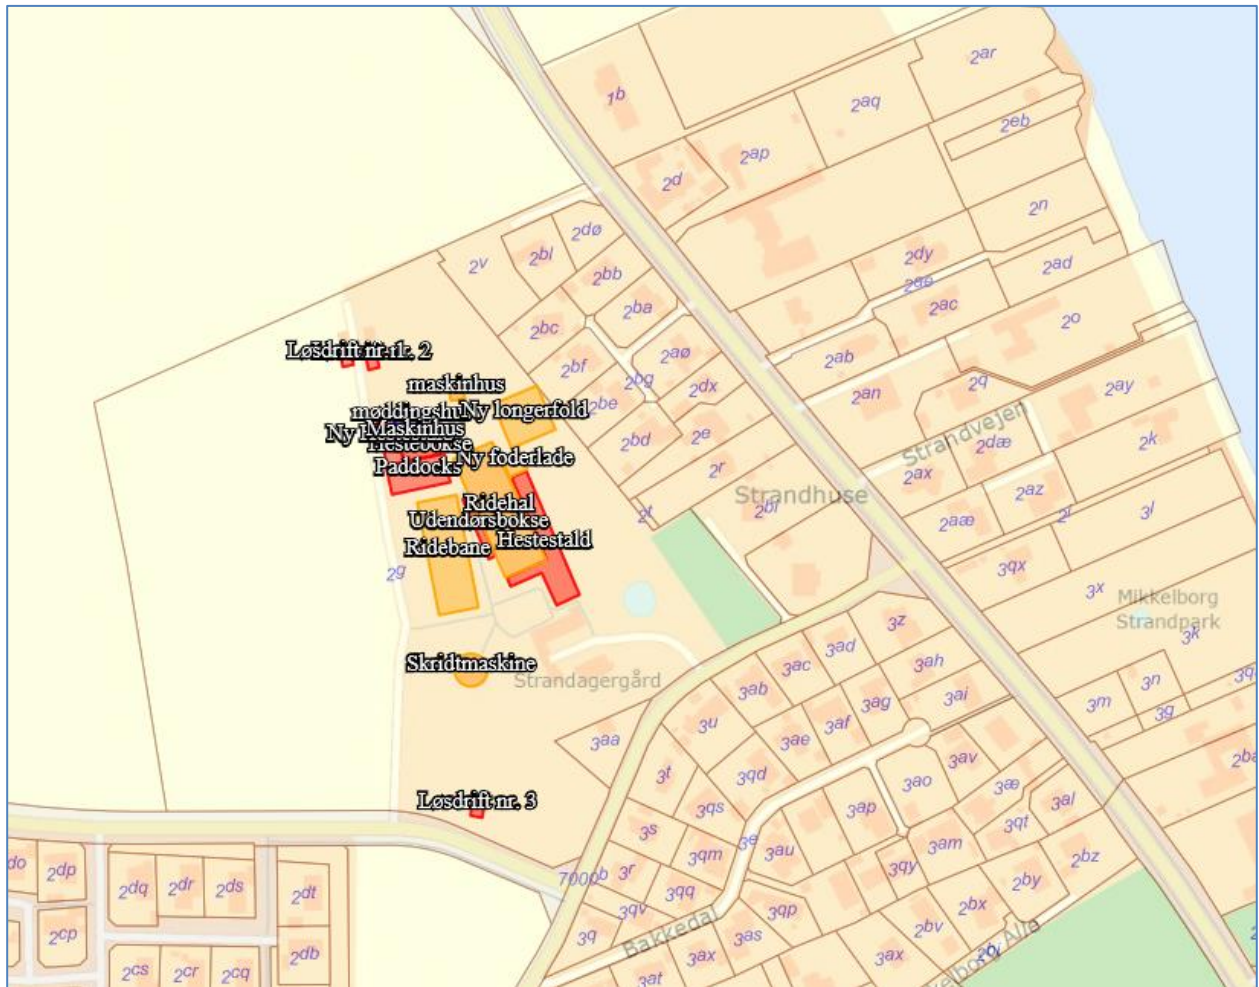 2ar
1b
2aq
2eb
2ap
2d
2n
2dø
2v
2bl
2dy
2bb
2ad
2ae
2ba
2ac
2bc
2o
Løsdrift nr. 2
2aø
2ab
2bf
2bg
maskinhus
2dx
2an
2q
2ay
Ny longerfold
2be
Maskinhus
2bd
2e
Strandvejen
2dæ
2k
Hestebokse
Paddocks
Ny foderlade
2r
2ax
2az
Strandhuse
Ridehal
2t
3l
Udendørsbokse
2aæ
Hestestald
Ridebane
3qx
2g
3x
Mikkelborg
Strandpark
3z
3k
3ad
3ac
3ah
Skridtmaskine
Strandagergård
3ab
3ai
3n
3ag
3m
3u
3af
3g
3aa
3ae
3av
3t
3qd
3ao
3æ
Løsdrift nr. 3
3qs
3ap
3al
3s
3qt
3e
3am
3au
3qm
2bz
7000b
3r
3qy
2dp
2dq
2dr
2ds
2dt
3qq
2by
3qv
3qp
2bx
2cp
3q
Bakkedal
3as
2bv
2db
3ax
3ax
2cs
2cr
2cq
3at